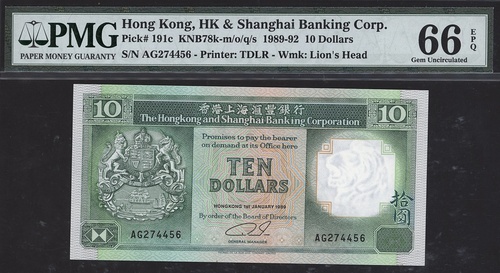 PMG
PAPER MONEY GUARANTY
Hong Kong, HK & Shanghai Banking Corp.
Pick# 191c KNB78k-m/o/q/s 1989-92 10 Dollars
S/N AG274456 - Printer: TDLR - Wmk: Lion's Head
66 EPQ
Gem Uncirculated
10
香港上海滙豐銀行
10
The Hongkong and Shanghai Banking Corporation
Promises to pay the bearer
on demand at its Office here
TEN
DOLLARS
HONGKONG 1ST JANUARY 1989
By order of the Board of Directors
GENERAL MANAGER
拾圓
AG274456
AG274456